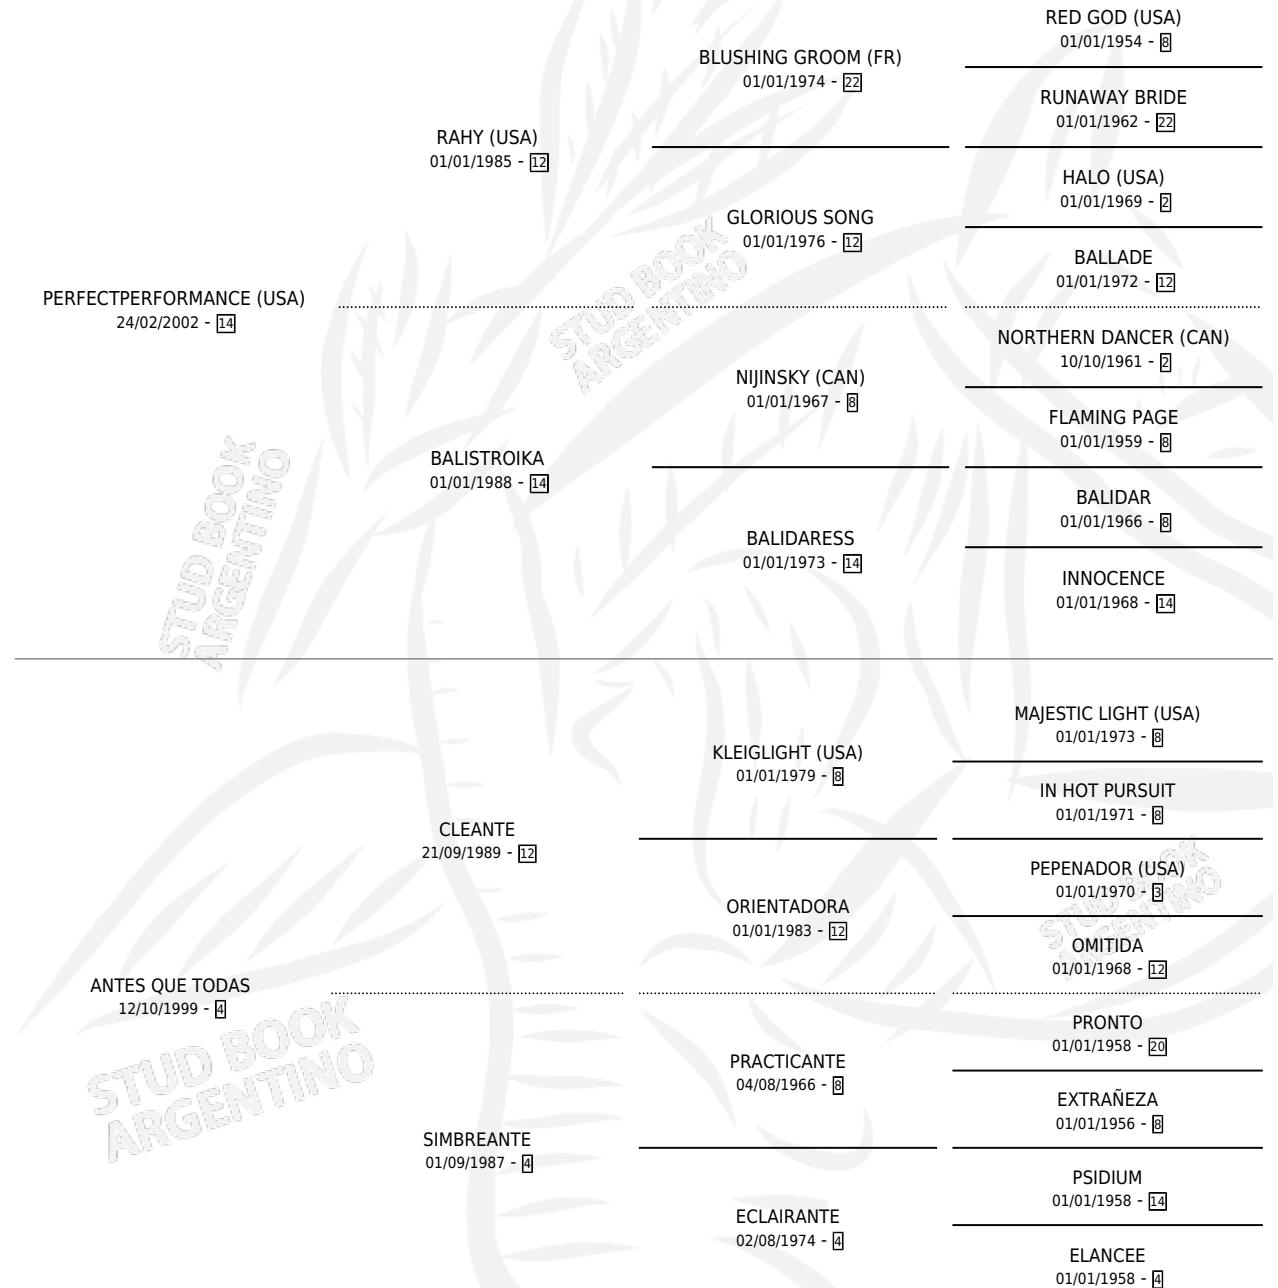 RED GOD (USA)
01/01/1954 - 8
BLUSHING GROOM (FR)
01/01/1974 - 22
RUNAWAY BRIDE
01/01/1962 - 22
RAHY (USA)
01/01/1985 - 12
HALO (USA)
01/01/1969 - 2
GLORIOUS SONG
01/01/1976 - 12
BALLADE
01/01/1972 - 12
PERFECTPERFORMANCE (USA)
24/02/2002 - 14
NORTHERN DANCER (CAN)
10/10/1961 - 2
NIJINSKY (CAN)
01/01/1967 - 8
FLAMING PAGE
01/01/1959 - 8
BALISTROIKA
01/01/1988 - 14
BALIDAR
01/01/1966 - 8
BALIDARESS
01/01/1973 - 14
INNOCENCE
01/01/1968 - 14
STUD BOOK
ARGENTINO
STUD BOOK
ARGENTINO
MAJESTIC LIGHT (USA)
01/01/1973 - 8
KLEIGLIGHT (USA)
01/01/1979 - 8
IN HOT PURSUIT
01/01/1971 - 8
CLEANTE
21/09/1989 - 12
PEPENADOR (USA)
01/01/1970 - 3
ORIENTADORA
01/01/1983 - 12
OMITIDA
01/01/1968 - 12
STUD BOOK
ARGENTINO
ANTES QUE TODAS
12/10/1999 - 4
STUD BOOK
ARGENTINO
PRONTO
01/01/1958 - 20
PRACTICANTE
04/08/1966 - 8
EXTRAÑEZA
01/01/1956 - 8
SIMBREANTE
01/09/1987 - 4
PSIDIUM
01/01/1958 - 14
ECLAIRANTE
02/08/1974 - 4
ELANCEE
01/01/1958 - 4